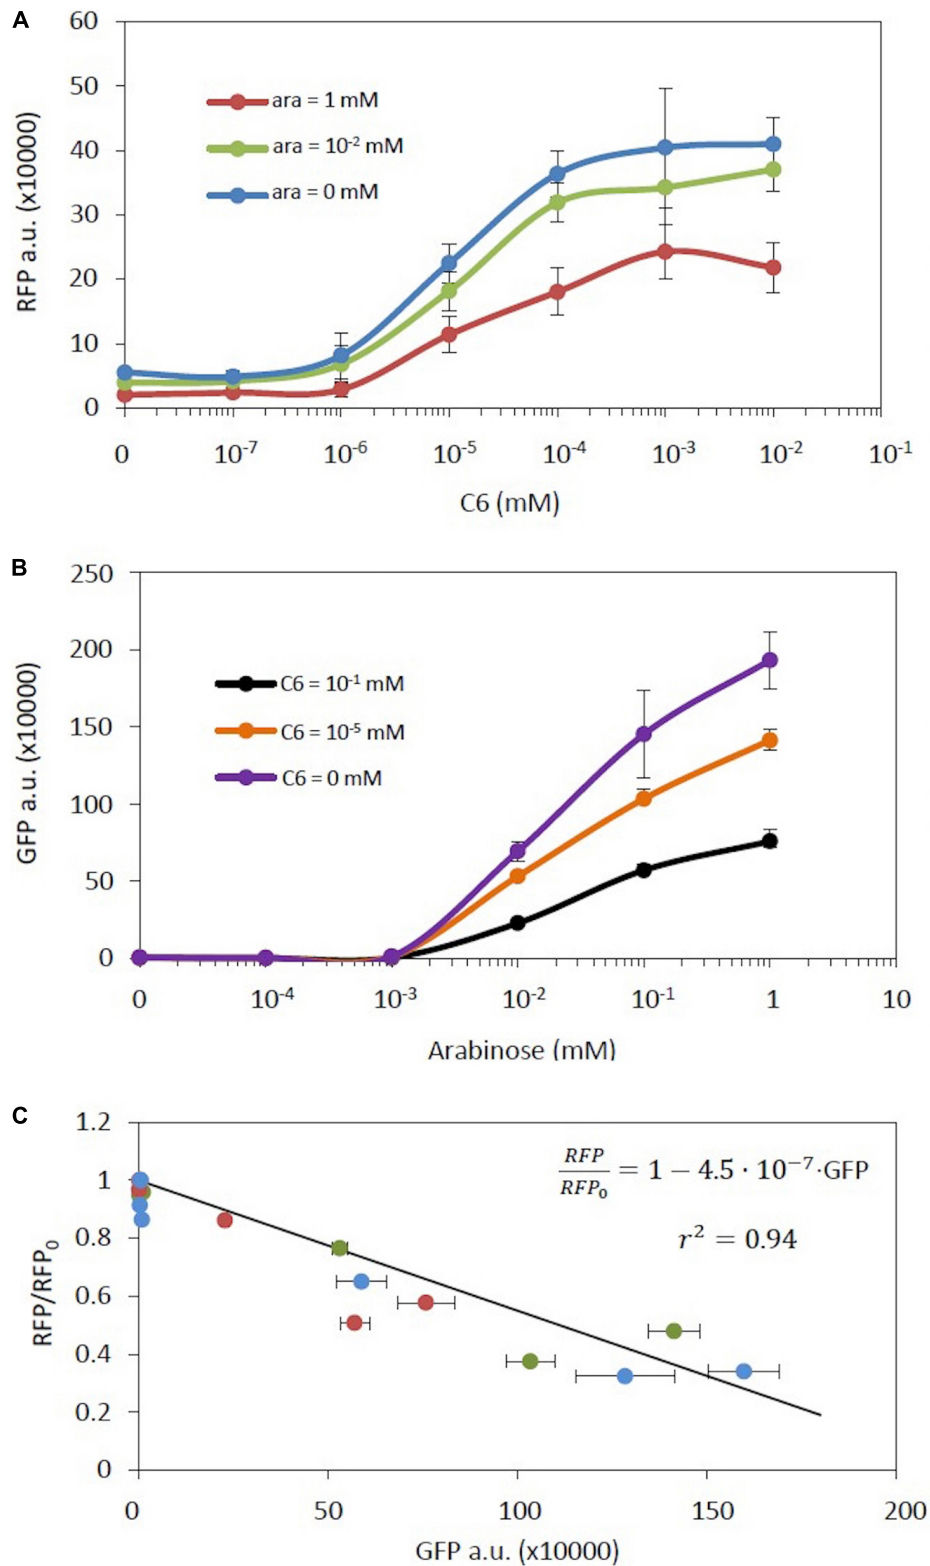 A
60
50
40
30
20
10
0
RFP a.u. (x10000)
ara = 1 mM
ara = 10⁻² mM
ara = 0 mM
0 10⁻⁷ 10⁻⁶ 10⁻⁵ 10⁻⁴ 10⁻³ 10⁻² 10⁻¹
C6 (mM)
B
250
200
150
100
50
0
GFP a.u. (x10000)
C6 = 10⁻¹ mM
C6 = 10⁻⁵ mM
C6 = 0 mM
0 10⁻⁴ 10⁻³ 10⁻² 10⁻¹ 1 10
Arabinose (mM)
C
1.2
1
0.8
0.6
0.4
0.2
0
RFP/RFP₀
RFP/RFP₀ = 1 − 4.5 · 10⁻⁷·GFP
r² = 0.94
0 50 100 150 200
GFP a.u. (x10000)